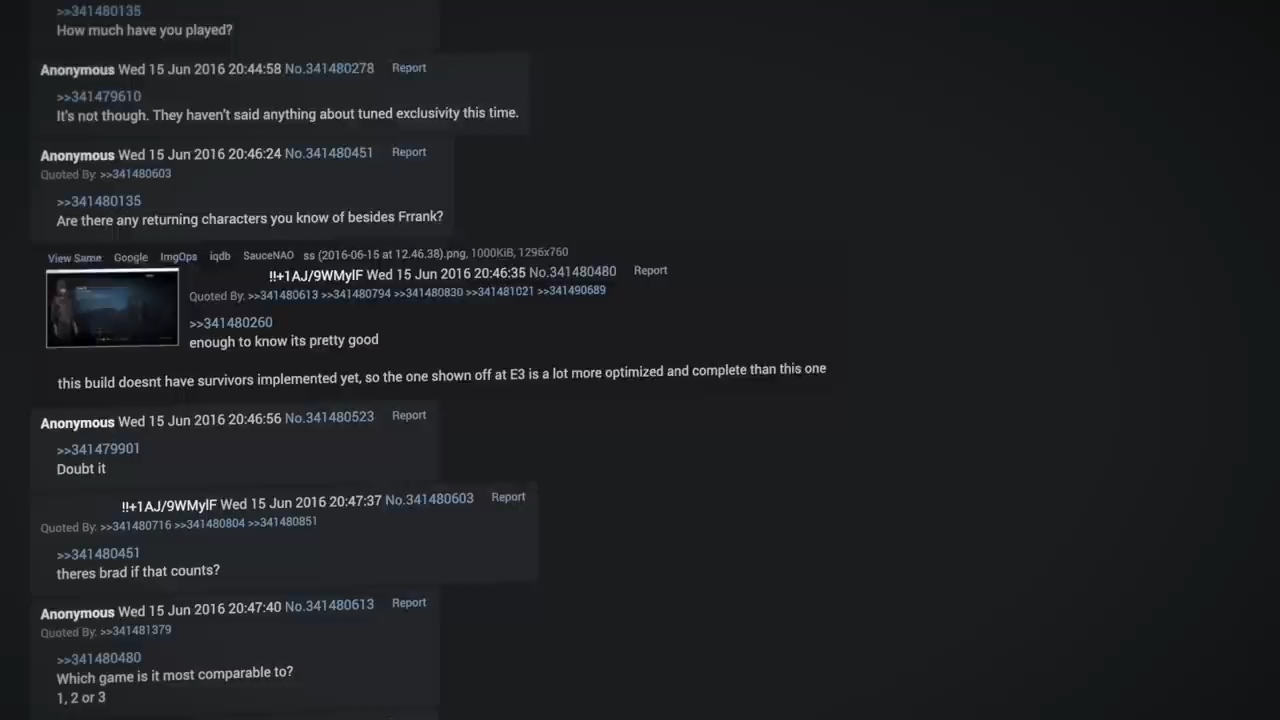 >>341480135
How much have you played?
Anonymous Wed 15 Jun 2016 20:44:58 No.341480278 Report
>>341479610
It's not though. They haven't said anything about tuned exclusivity this time.
Anonymous Wed 15 Jun 2016 20:46:24 No.341480451 Report
Quoted By: >>341480603
>>341480135
Are there any returning characters you know of besides Frrank?
View Same Google ImgOps iqdb SauceNAO ss (2016-06-15 at 12.46.38).png, 1000KiB, 1296x760
!!+1AJ/9WMylF Wed 15 Jun 2016 20:46:35 No.341480480 Report
Quoted By: >>341480613 >>341480794 >>341480830 >>341481021 >>341490689
>>341480260
enough to know its pretty good
this build doesnt have survivors implemented yet, so the one shown off at E3 is a lot more optimized and complete than this one
Anonymous Wed 15 Jun 2016 20:46:56 No.341480523 Report
>>341479901
Doubt it
!!+1AJ/9WMylF Wed 15 Jun 2016 20:47:37 No.341480603 Report
Quoted By: >>341480716 >>341480804 >>341480851
>>341480451
theres brad if that counts?
Anonymous Wed 15 Jun 2016 20:47:40 No.341480613 Report
Quoted By: >>341481379
>>341480480
Which game is it most comparable to?
1, 2 or 3